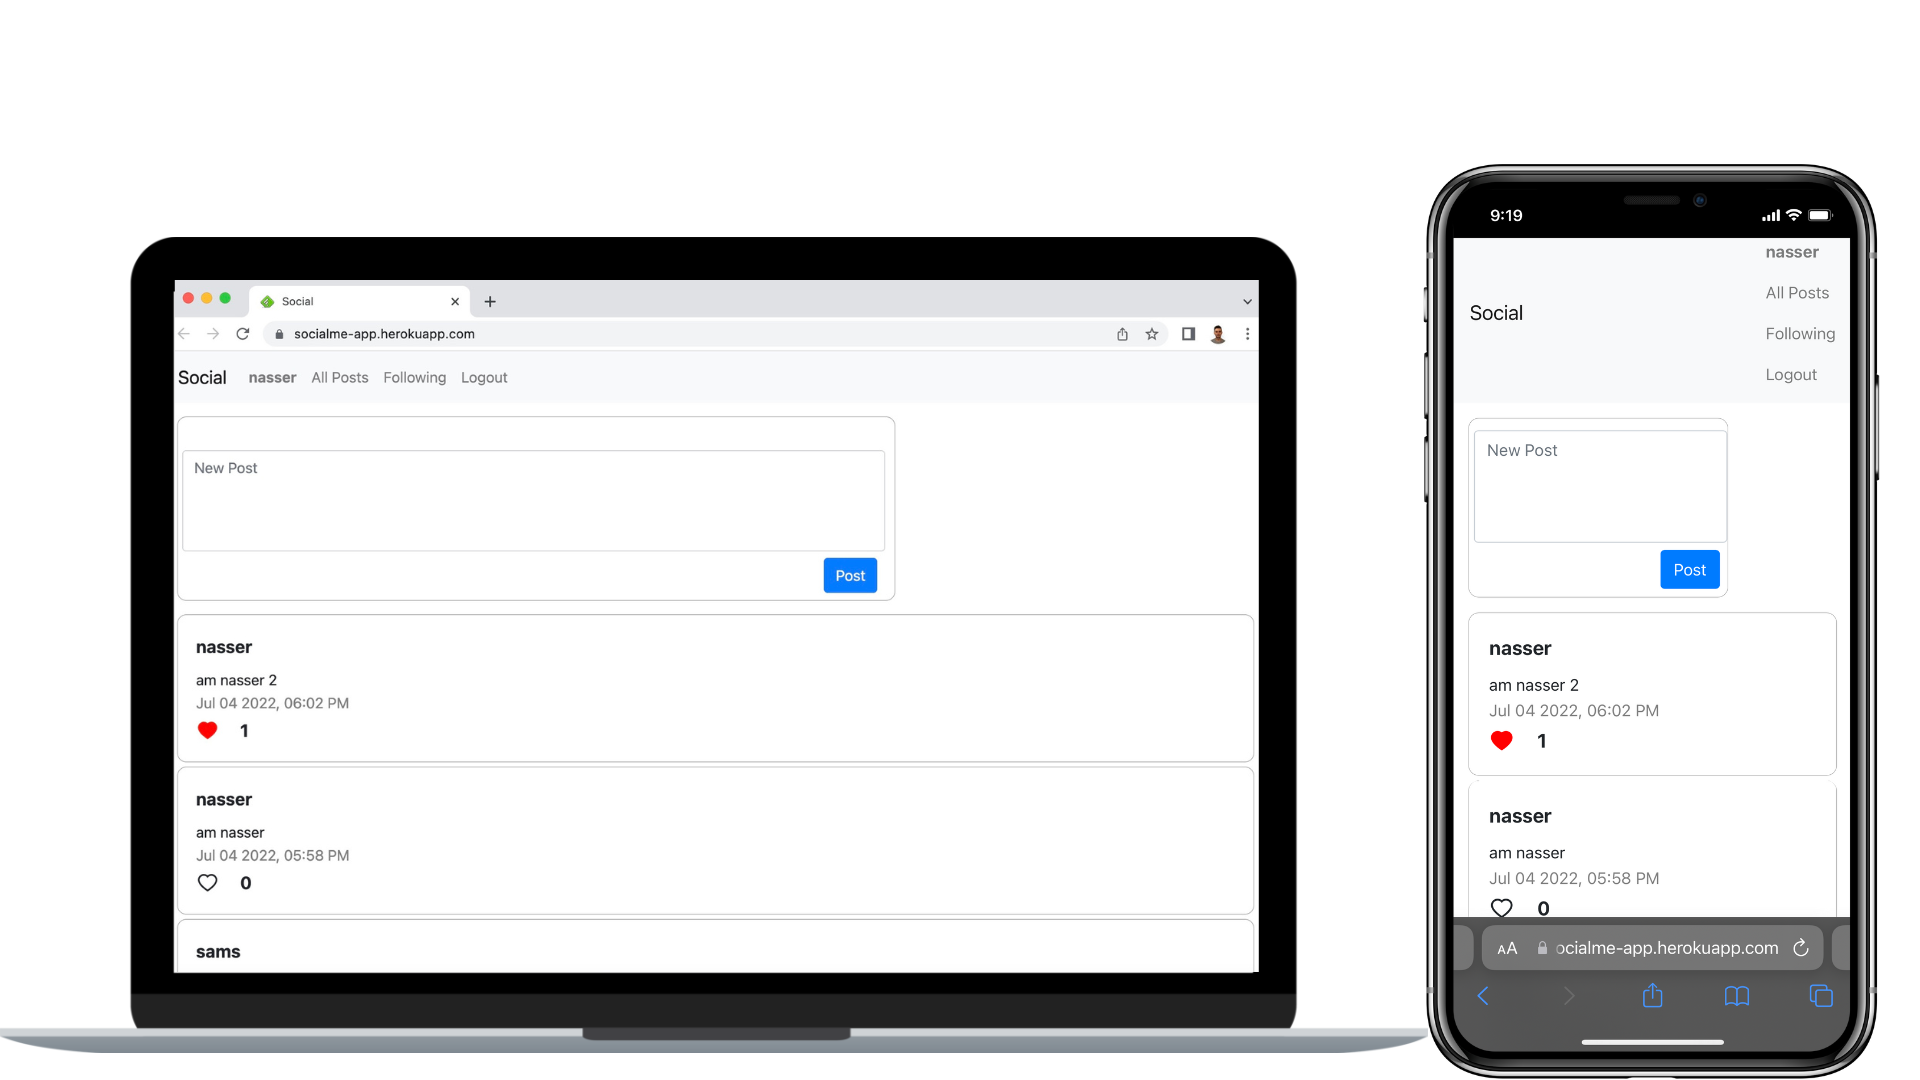 Social
socialme-app.herokuapp.com
Social nasser All Posts Following Logout
New Post
Post
nasser
am nasser 2
Jul 04 2022, 06:02 PM
1
nasser
am nasser
Jul 04 2022, 05:58 PM
0
sams
9:19
nasser
All Posts
Social
Following
Logout
New Post
Post
nasser
am nasser 2
Jul 04 2022, 06:02 PM
1
nasser
am nasser
Jul 04 2022, 05:58 PM
0
AA ocialme-app.herokuapp.com